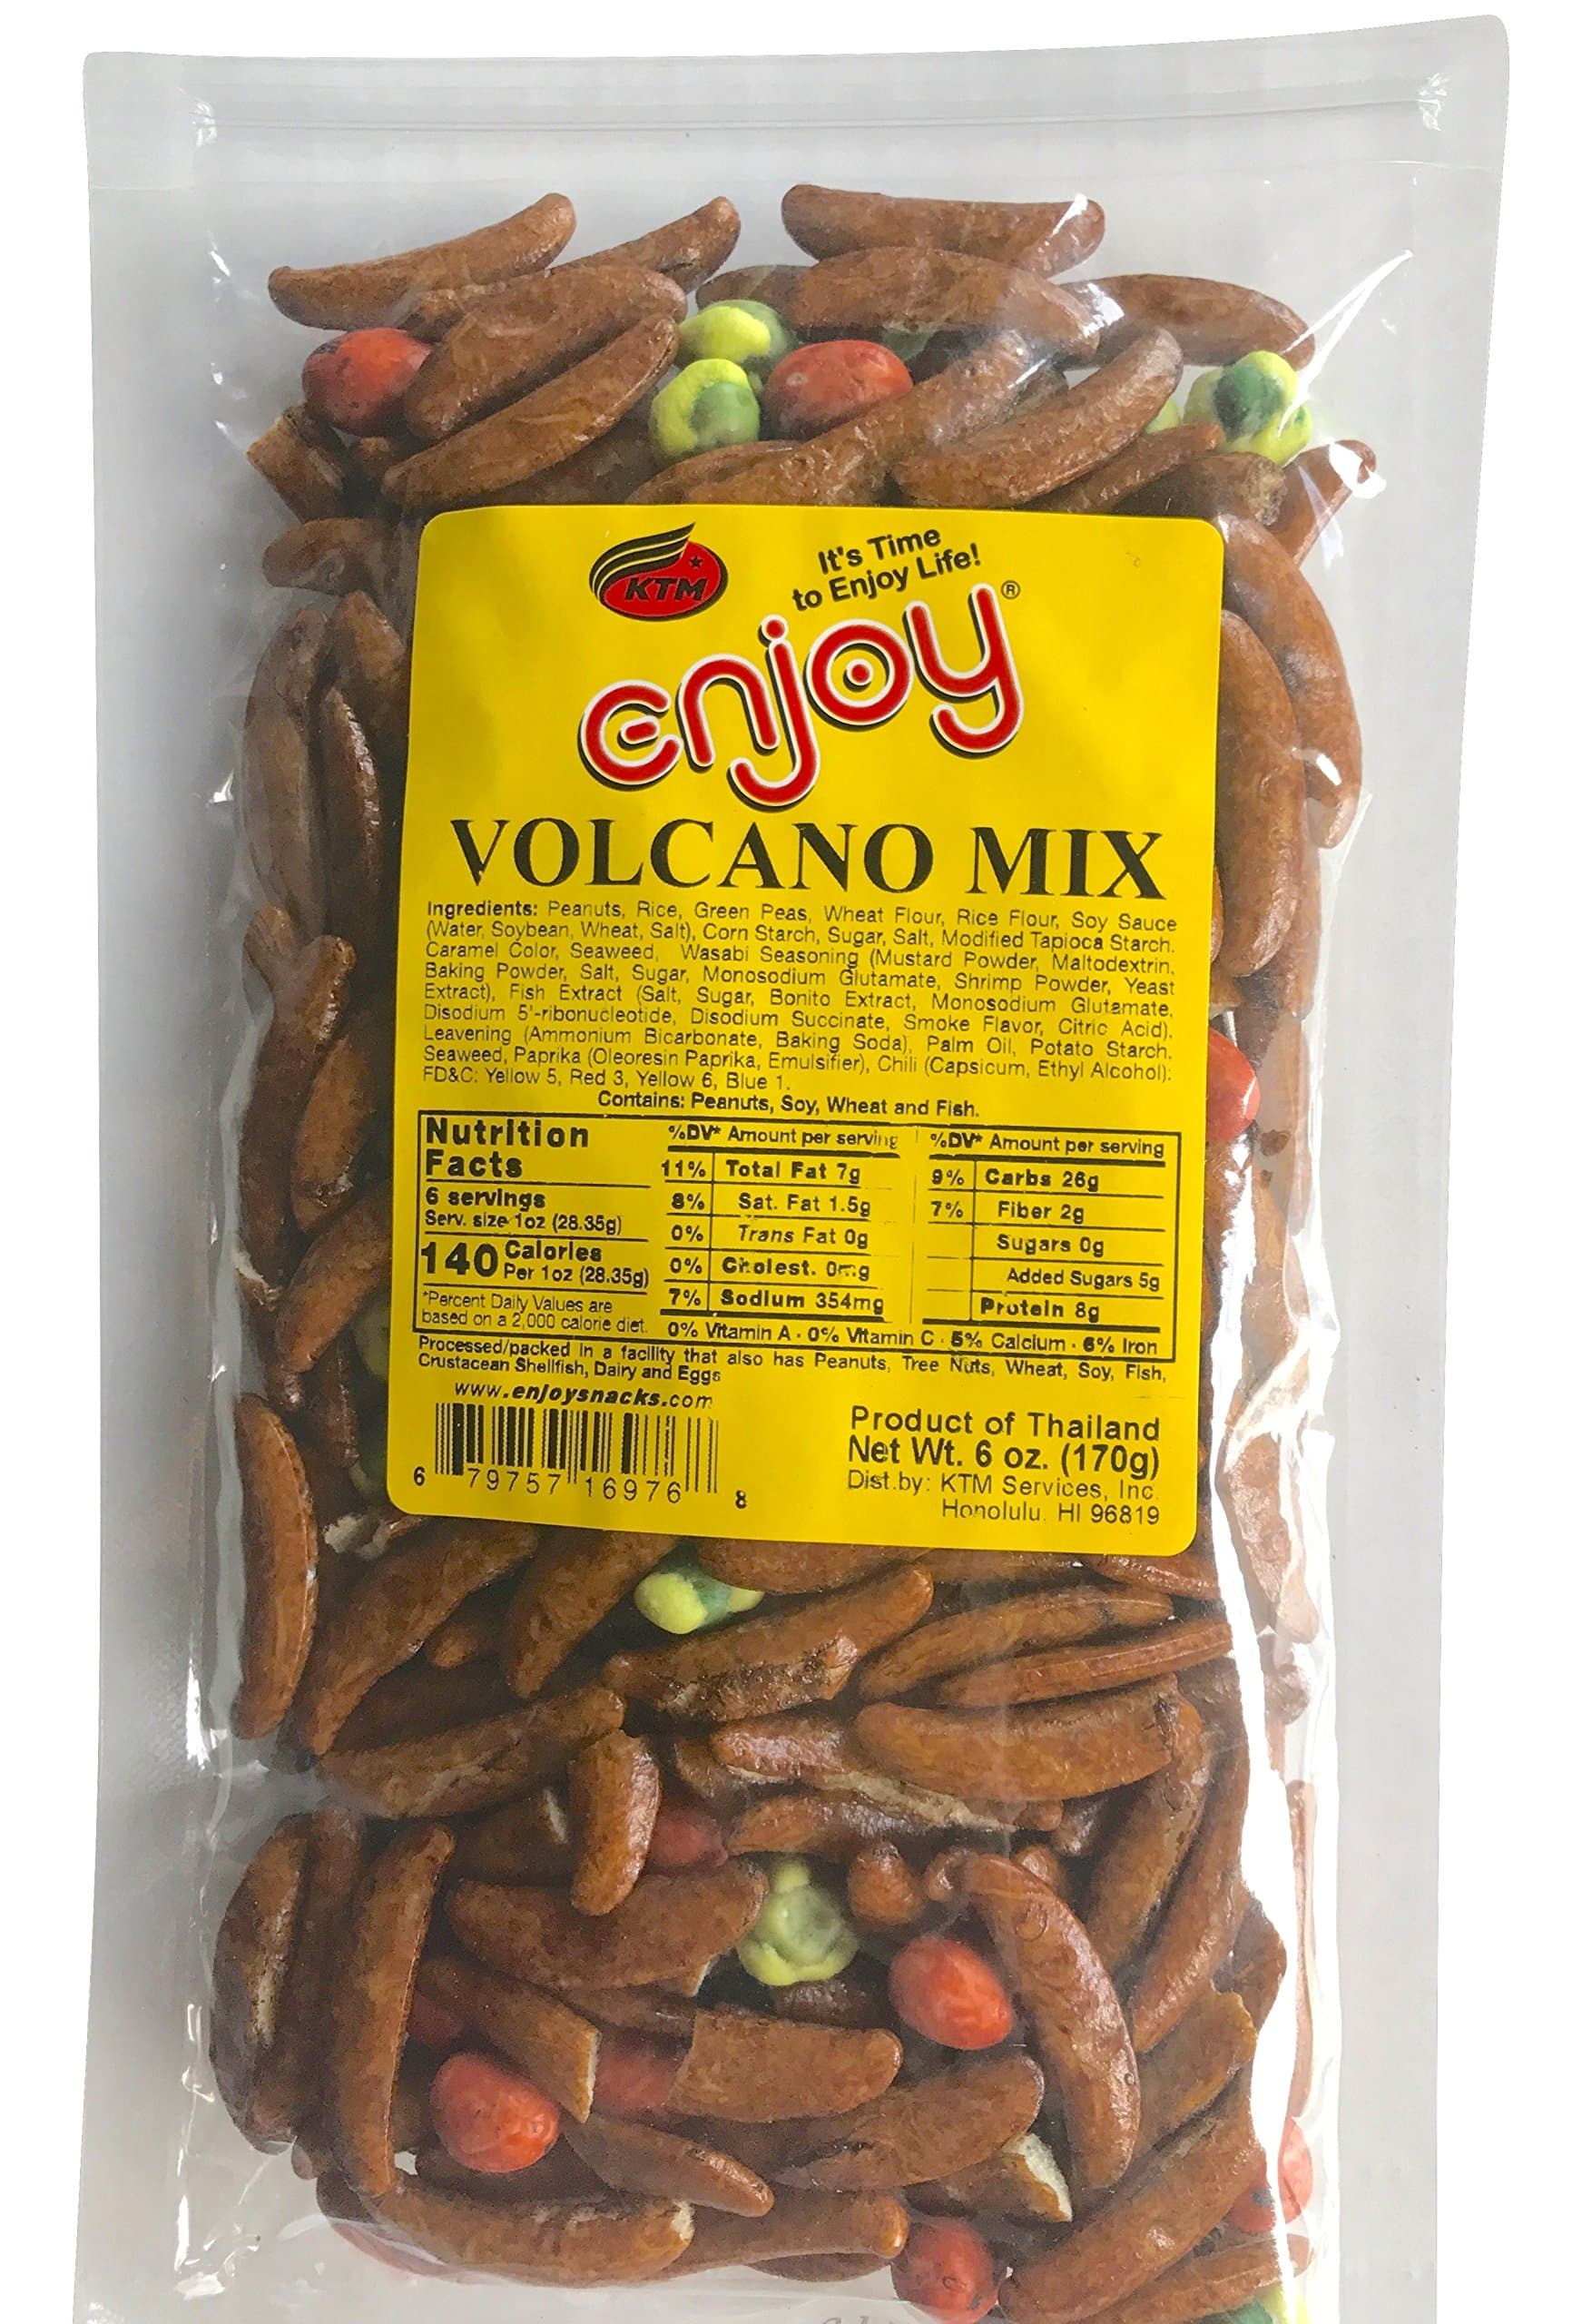 KTM
It's Time
to Enjoy Life!
enjoy®
VOLCANO MIX
Ingredients: Peanuts, Rice, Green Peas, Wheat Flour, Rice Flour, Soy Sauce
(Water, Soybean, Wheat, Salt), Corn Starch, Sugar, Salt, Modified Tapioca Starch.
Caramel Color, Seaweed, Wasabi Seasoning (Mustard Powder, Maltodextrin,
Baking Powder, Salt, Sugar, Monosodium Glutamate, Shrimp Powder, Yeast
Extract), Fish Extract (Salt, Sugar, Bonito Extract, Monosodium Glutamate,
Disodium 5'-ribonucleotide, Disodium Succinate, Smoke Flavor, Citric Acid),
Leavening (Ammonium Bicarbonate, Baking Soda), Palm Oil, Potato Starch,
Seaweed, Paprika (Oleoresin Paprika, Emulsifier), Chili (Capsicum, Ethyl Alcohol):
FD&C: Yellow 5, Red 3, Yellow 6, Blue 1.
Contains: Peanuts, Soy, Wheat and Fish.
Nutrition
Facts
6 servings
Serv. size 1oz (28.35g)
140 Calories
Per 1oz (28.35g)
*Percent Daily Values are
based on a 2,000 calorie diet.
%DV* Amount per serving
11% Total Fat 7g
8% Sat. Fat 1.5g
0% Trans Fat 0g
0% Cholest. 0mg
7% Sodium 354mg
%DV* Amount per serving
9% Carbs 26g
7% Fiber 2g
Sugars 0g
Added Sugars 5g
Protein 8g
0% Vitamin A · 0% Vitamin C · 5% Calcium · 6% Iron
Processed/packed in a facility that also has Peanuts, Tree Nuts, Wheat, Soy, Fish,
Crustacean Shellfish, Dairy and Eggs
www.enjoysnacks.com
6 79757 16976 8
Product of Thailand
Net Wt. 6 oz. (170g)
Dist.by: KTM Services, Inc.
Honolulu. HI 96819